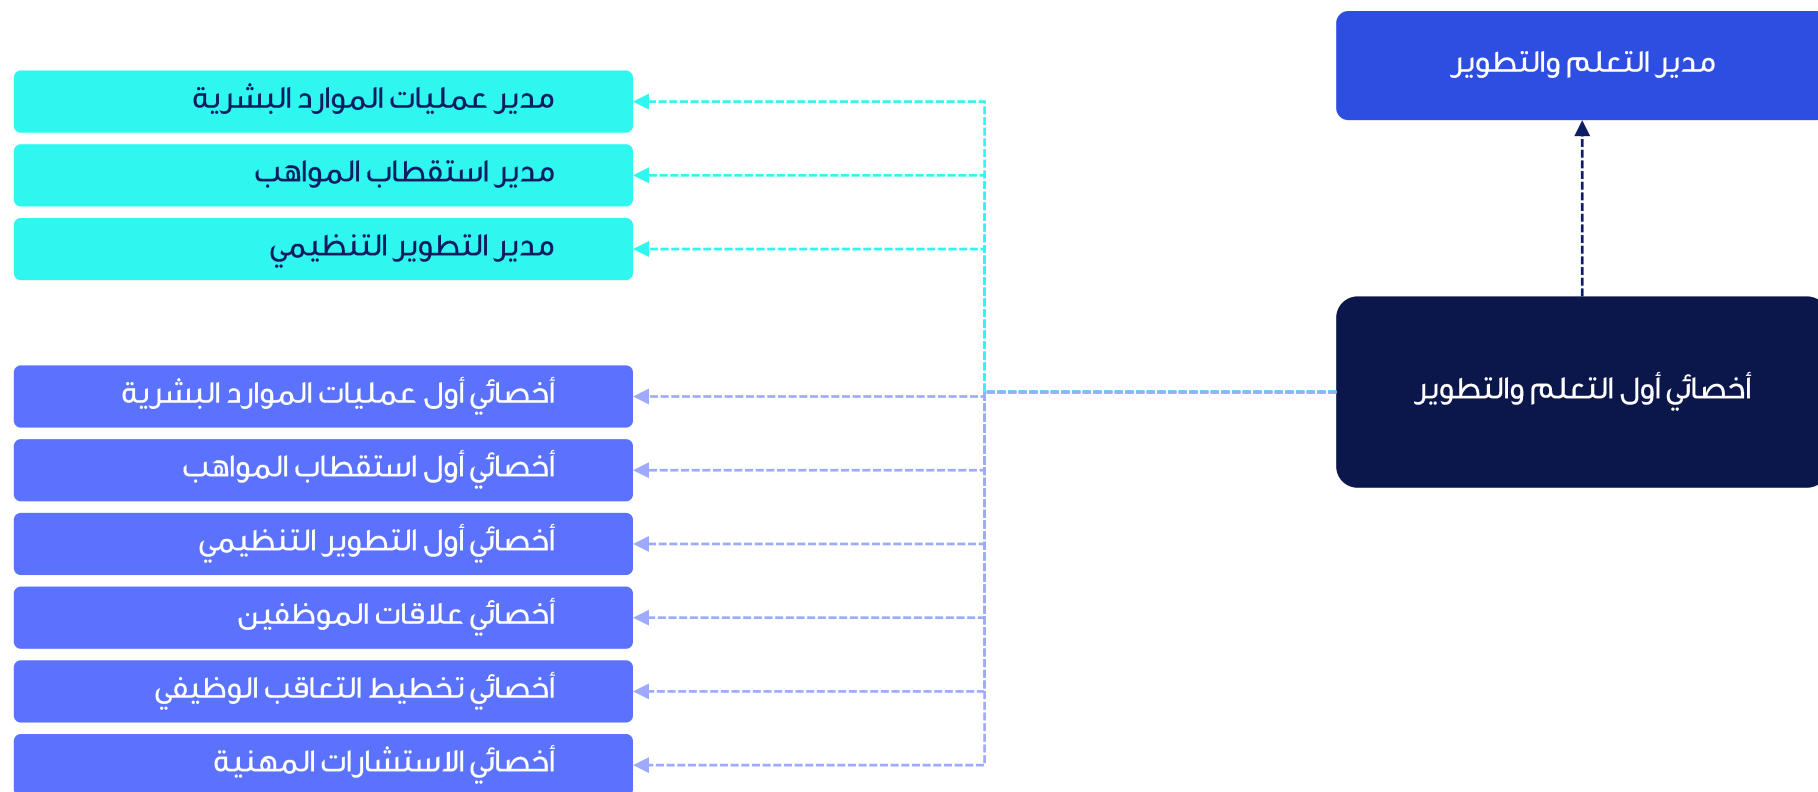 مدير التعلم والتطوير
أخصائي أول التعلم والتطوير
مدير عمليات الموارد البشرية
مدير استقطاب المواهب
مدير التطوير التنظيمي
أخصائي أول عمليات الموارد البشرية
أخصائي أول استقطاب المواهب
أخصائي أول التطوير التنظيمي
أخصائي علاقات الموظفين
أخصائي تخطيط التعاقب الوظيفي
أخصائي الاستشارات المهنية